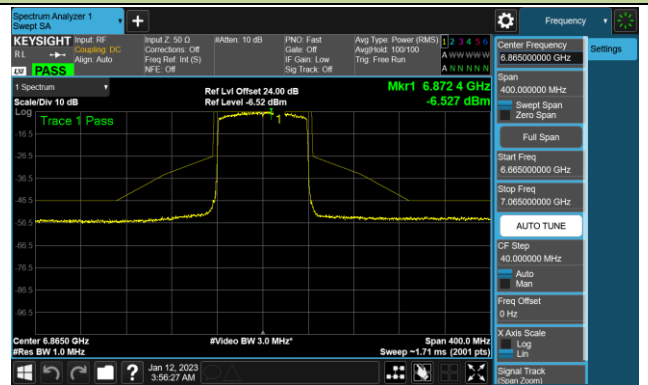 Spectrum Analyzer 1
Swept SA
Frequency
KEYSIGHT
R L
LXI
PASS
Input: RF
Coupling: DC
Align: Auto
Input Z: 50 Ω
Corrections: Off
Freq Ref: Int (S)
NFE: Off
#Atten: 10 dB
PNO: Fast
Gate: Off
IF Gain: Low
Sig Track: Off
Avg Type: Power (RMS)
Avg|Hold: 100/100
Trig: Free Run
1 2 3 4 5 6
A W W W W W
A N N N N N
1 Spectrum
Scale/Div 10 dB
Log
Ref Lvl Offset 24.00 dB
Ref Level -6.52 dBm
Mkr1 6.872 4 GHz
-6.527 dBm
Trace 1 Pass
1
-16.5
-26.5
-36.5
-46.5
-56.5
-66.5
-76.5
-86.5
-96.5
Center 6.8650 GHz
#Res BW 1.0 MHz
#Video BW 3.0 MHz*
Span 400.0 MHz
Sweep ~1.71 ms (2001 pts)
Center Frequency
6.865000000 GHz
Settings
Span
400.000000 MHz
Swept Span
Zero Span
Full Span
Start Freq
6.665000000 GHz
Stop Freq
7.065000000 GHz
AUTO TUNE
CF Step
40.000000 MHz
Auto
Man
Freq Offset
0 Hz
X Axis Scale
Log
Lin
Signal Track
(Span Zoom)
Jan 12, 2023
3:56:27 AM